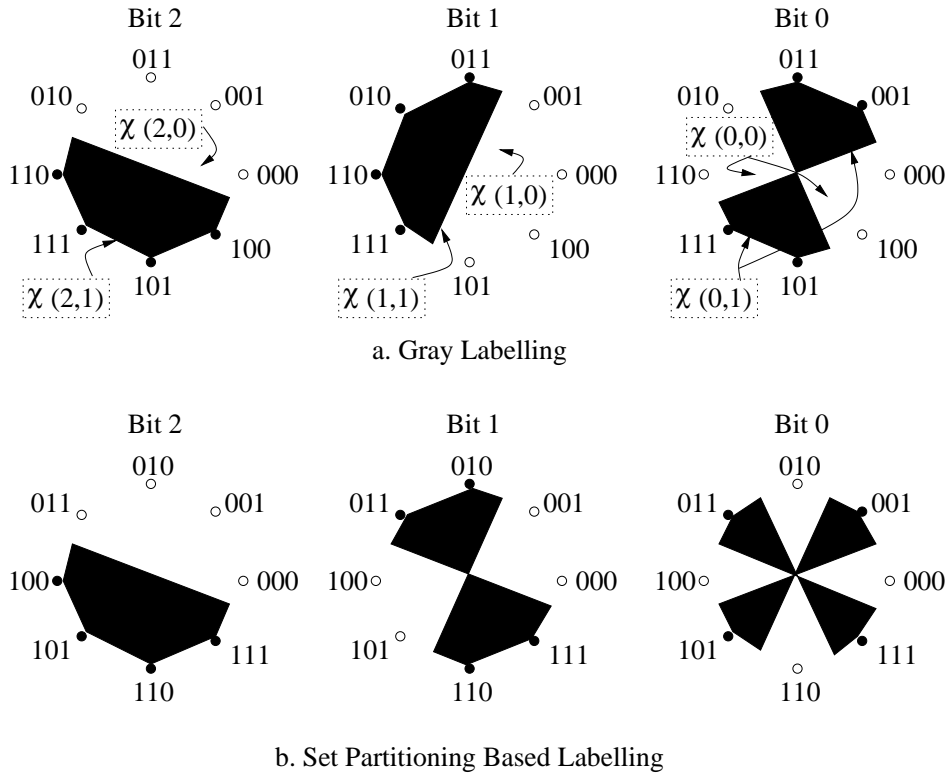 Bit 2 Bit 1 Bit 0
011 011 011
010 001 010 001 010 001
χ (2,0) χ (0,0)
110 000 110 000 110 000
χ (1,0)
111 100 111 100 111 100
101 101 101
χ (2,1) χ (1,1) χ (0,1)
a. Gray Labelling
Bit 2 Bit 1 Bit 0
010 010 010
011 001 011 001 011 001
100 000 100 000 100 000
101 111 101 111 101 111
110 110 110
b. Set Partitioning Based Labelling